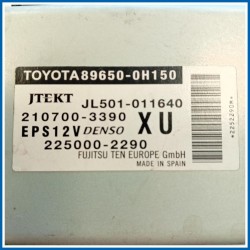 TOYOTA89650-0H150
JTEKT JL501-011640
210700-3390 XU
EPS12V DENSO
225000-2290
FUJITSU TEN EUROPE GmbH
MADE IN SPAIN